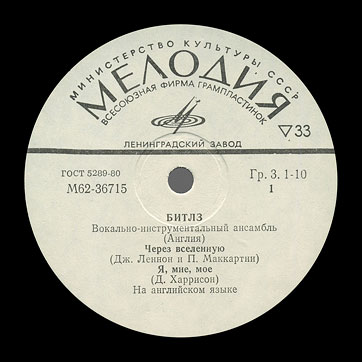 МИНИСТЕРСТВО КУЛЬТУРЫ СССР
МЕЛОДИЯ
ВСЕСОЮЗНАЯ ФИРМА ГРАМПЛАСТИНОК
▽33
ЛЕНИНГРАДСКИЙ ЗАВОД
ГОСТ 5289-80
Гр. 3. 1-10
М62-36715
1
БИТЛЗ
Вокально-инструментальный ансамбль
(Англия)
Через вселенную
(Дж. Леннон и П. Маккартни)
Я, мне, мое
(Д. Харрисон)
На английском языке